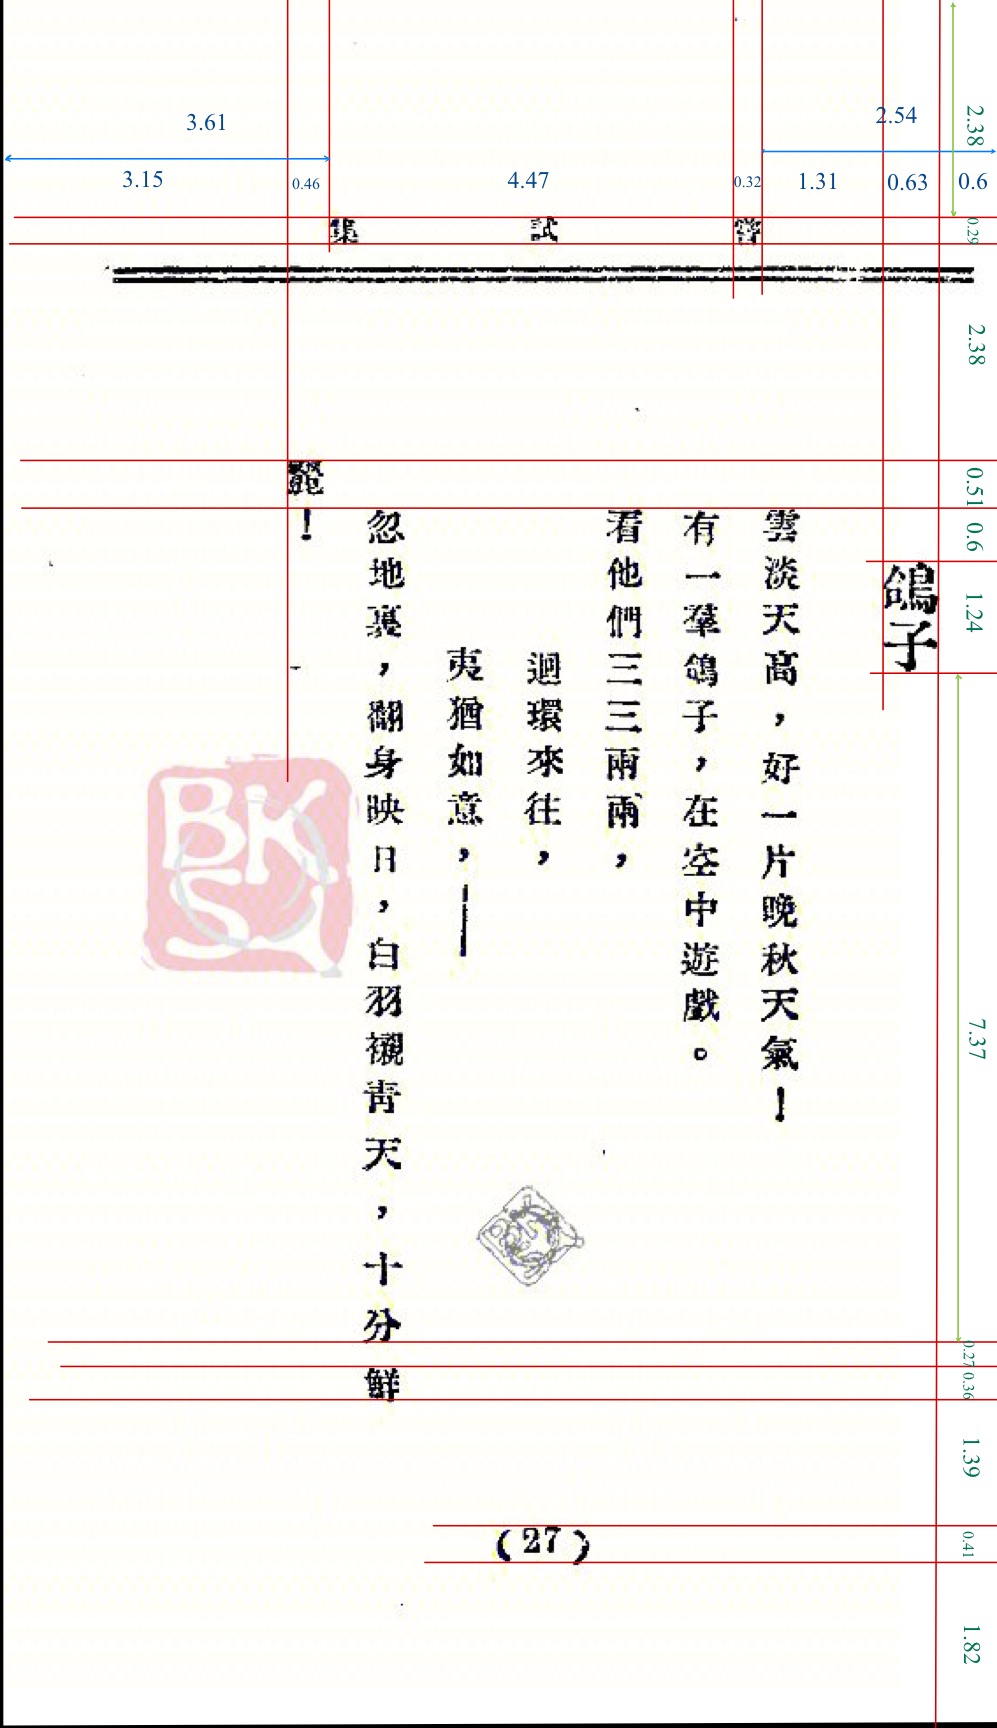 3.61
2.54
3.15
0.46
4.47
0.32
1.31
0.63
0.6
2.38
0.29
2.38
0.51
0.6
1.24
7.37
0.27
0.36
1.39
0.41
1.82
嘗試集
鴿子
雲淡天高，好一片晚秋天氣！
有一羣鴿子，在空中遊戲。
看他們三三兩兩，
迴環來往，
夷猶如意，——
忽地裏，翻身映日，白羽襯青天，十分鮮
麗！
(27)
BKS